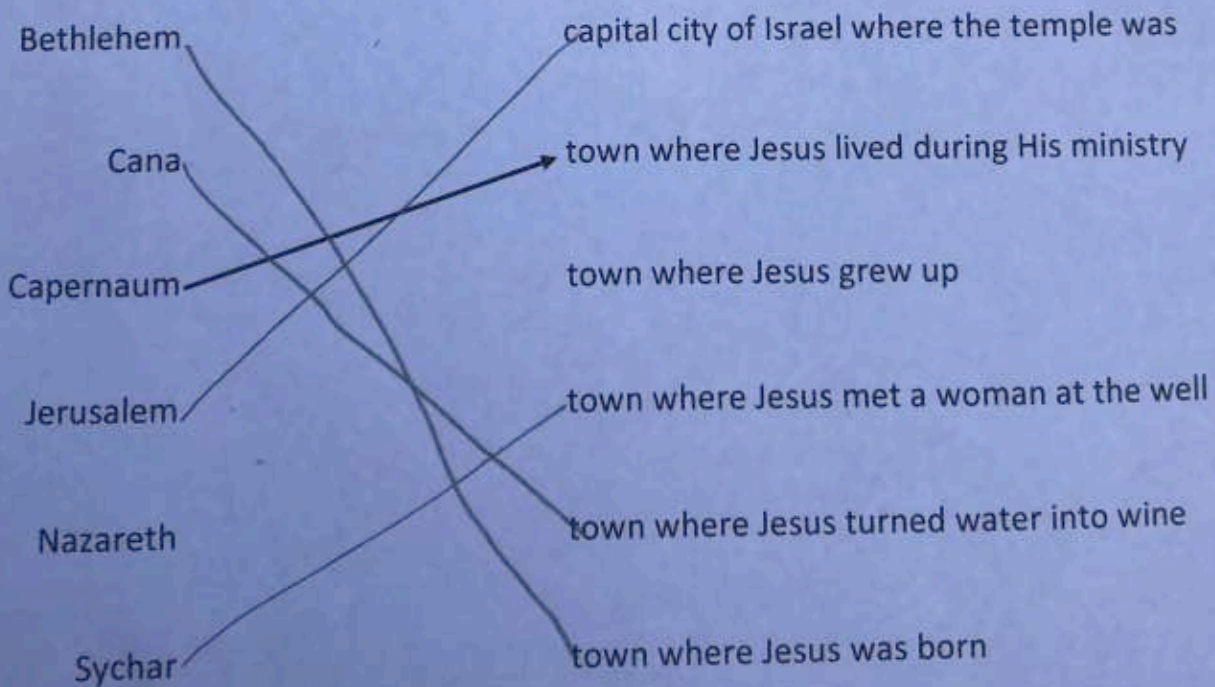 Bethlehem capital city of Israel where the temple was
Cana town where Jesus lived during His ministry
Capernaum town where Jesus grew up
Jerusalem town where Jesus met a woman at the well
Nazareth town where Jesus turned water into wine
Sychar town where Jesus was born